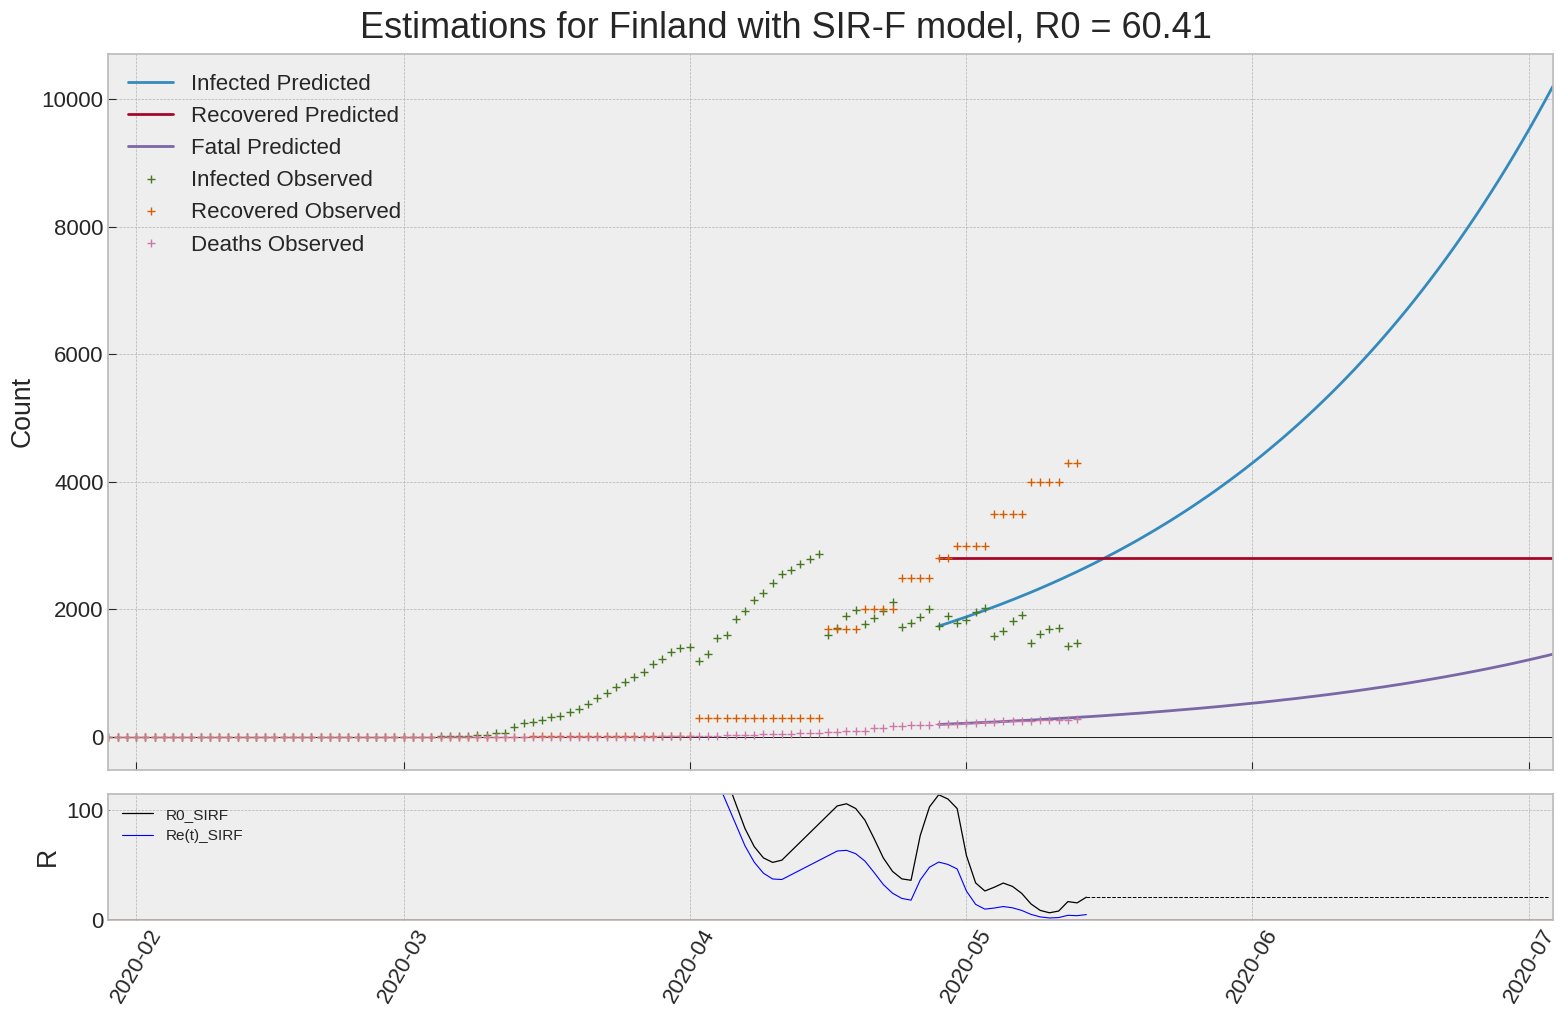 Estimations for Finland with SIR-F model, R0 = 60.41
Infected Predicted
Recovered Predicted
Fatal Predicted
Infected Observed
Recovered Observed
Deaths Observed
10000
8000
6000
4000
2000
0
Count
R0_SIRF
Re(t)_SIRF
100
0
R
2020-02
2020-03
2020-04
2020-05
2020-06
2020-07